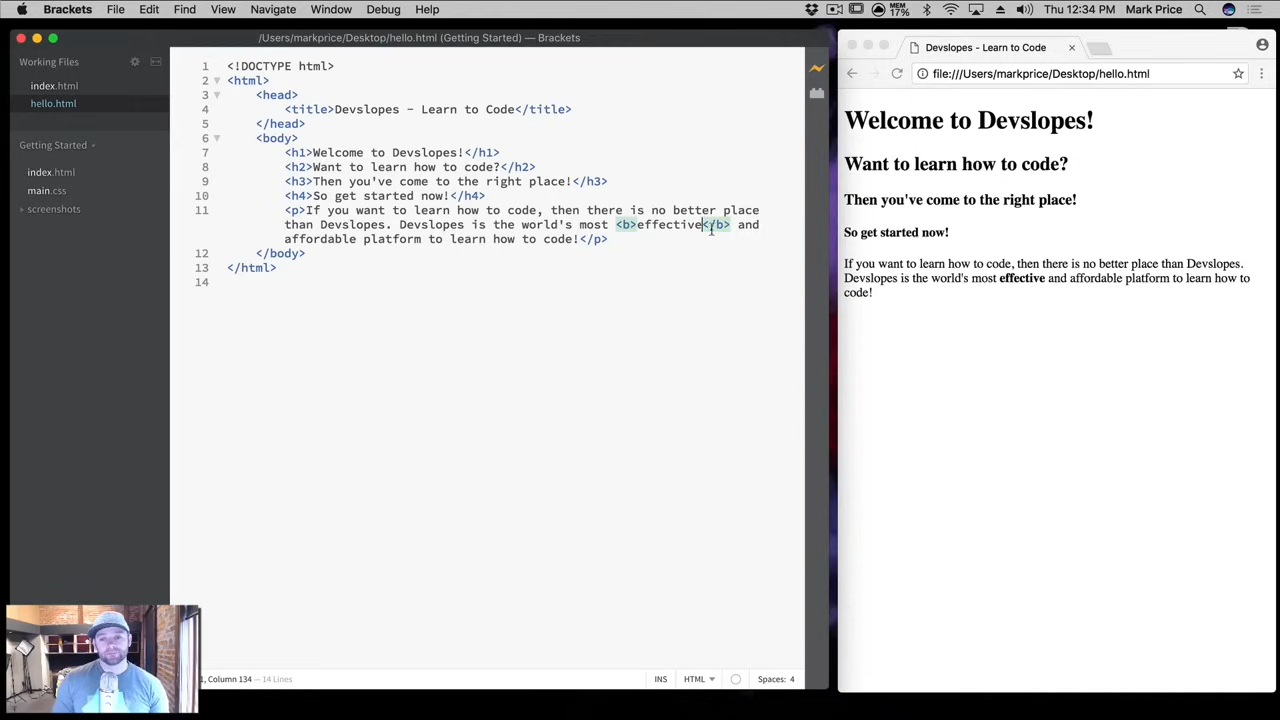 Brackets File Edit Find View Navigate Window Debug Help MEM 17% Thu 12:34 PM Mark Price
/Users/markprice/Desktop/hello.html (Getting Started) — Brackets
Working Files
index.html
hello.html
Getting Started
index.html
main.css
screenshots
1 <!DOCTYPE html>
2 <html>
3 <head>
4 <title>Devslopes - Learn to Code</title>
5 </head>
6 <body>
7 <h1>Welcome to Devslopes!</h1>
8 <h2>Want to learn how to code?</h2>
9 <h3>Then you've come to the right place!</h3>
10 <h4>So get started now!</h4>
11 <p>If you want to learn how to code, then there is no better place
than Devslopes. Devslopes is the world's most <b>effective</b> and
affordable platform to learn how to code!</p>
12 </body>
13 </html>
14
1, Column 134 — 14 Lines INS HTML Spaces: 4
Devslopes - Learn to Code
file:///Users/markprice/Desktop/hello.html
Welcome to Devslopes!
Want to learn how to code?
Then you've come to the right place!
So get started now!
If you want to learn how to code, then there is no better place than Devslopes.
Devslopes is the world's most effective and affordable platform to learn how to
code!